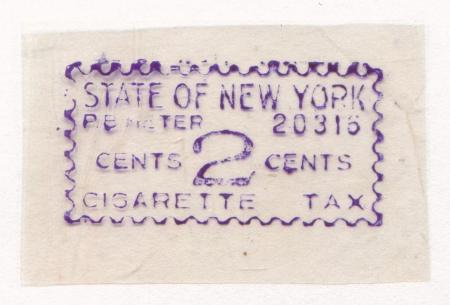 STATE OF NEW YORK
P.B. METER 20316
CENTS 2 CENTS
CIGARETTE TAX